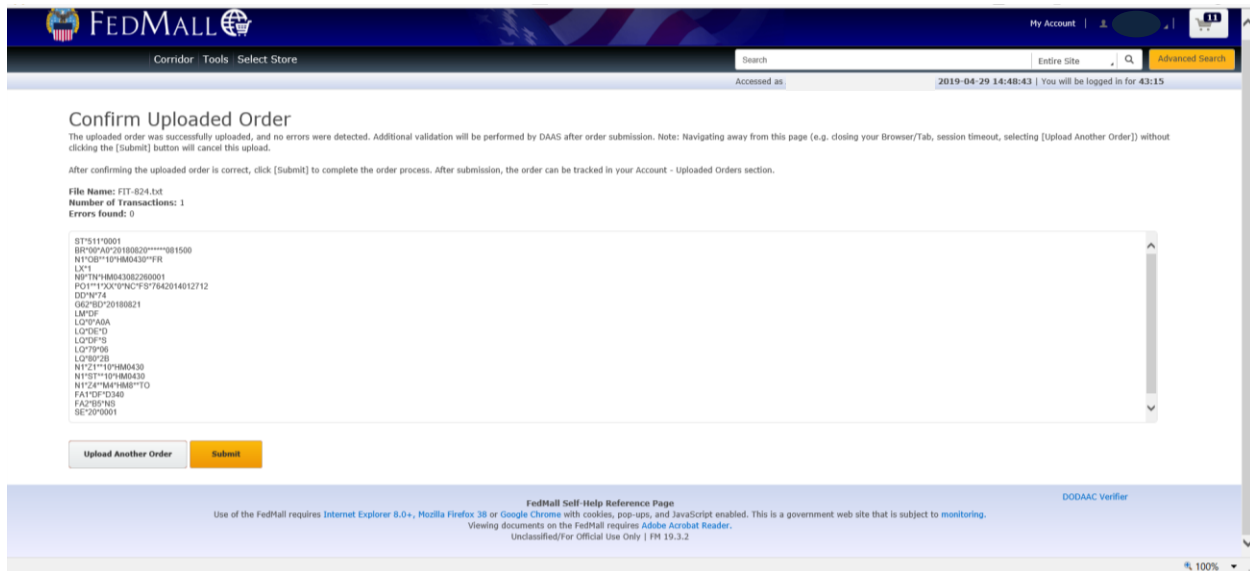 FEDMALL
My Account |
11
Corridor Tools Select Store
Search
Entire Site
Advanced Search
Accessed as
2019-04-29 14:48:43 | You will be logged in for 43:15
Confirm Uploaded Order
The uploaded order was successfully uploaded, and no errors were detected. Additional validation will be performed by DAAS after order submission. Note: Navigating away from this page (e.g. closing your Browser/Tab, session timeout, selecting [Upload Another Order]) without
clicking the [Submit] button will cancel this upload.
After confirming the uploaded order is correct, click [Submit] to complete the order process. After submission, the order can be tracked in your Account - Uploaded Orders section.
File Name: FIT-824.txt
Number of Transactions: 1
Errors found: 0
ST*511*0001
BR*00*A0*20180820******081500
N1*OB**10*HM0430**FR
LX*1
N9*TN*HM043082260001
PO1**1*XX*0*NC*FS*7642014012712
DD*N*74
G62*BD*20180821
LM*DF
LQ*0*A0A
LQ*DE*D
LQ*DF*S
LQ*79*06
LQ*80*2B
N1*Z1**10*HM0430
N1*ST**10*HM0430
N1*Z4**M4*HM8**TO
FA1*DF*D340
FA2*B5*NS
SE*20*0001
Upload Another Order
Submit
FedMall Self-Help Reference Page
DODAAC Verifier
Use of the FedMall requires Internet Explorer 8.0+, Mozilla Firefox 38 or Google Chrome with cookies, pop-ups, and JavaScript enabled. This is a government web site that is subject to monitoring.
Viewing documents on the FedMall requires Adobe Acrobat Reader.
Unclassified/For Official Use Only | FM 19.3.2
100%